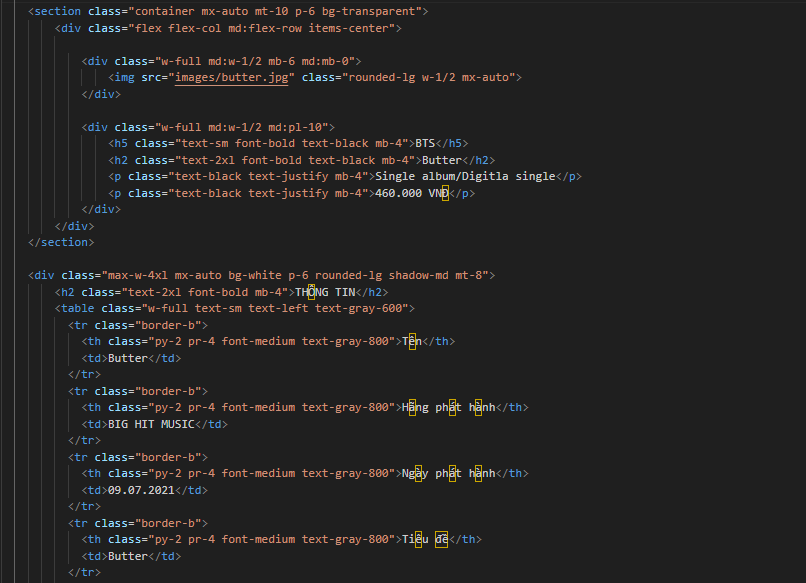 <section class="container mx-auto mt-10 p-6 bg-transparent">
<div class="flex flex-col md:flex-row items-center">
<div class="w-full md:w-1/2 mb-6 md:mb-0">
<img src="images/butter.jpg" class="rounded-lg w-1/2 mx-auto">
</div>
<div class="w-full md:w-1/2 md:pl-10">
<h5 class="text-sm font-bold text-black mb-4">BTS</h5>
<h2 class="text-2xl font-bold text-black mb-4">Butter</h2>
<p class="text-black text-justify mb-4">Single album/Digitla single</p>
<p class="text-black text-justify mb-4">460.000 VNĐ</p>
</div>
</div>
</section>
<div class="max-w-4xl mx-auto bg-white p-6 rounded-lg shadow-md mt-8">
<h2 class="text-2xl font-bold mb-4">THÔNG TIN</h2>
<table class="w-full text-sm text-left text-gray-600">
<tr class="border-b">
<th class="py-2 pr-4 font-medium text-gray-800">Tên</th>
<td>Butter</td>
</tr>
<tr class="border-b">
<th class="py-2 pr-4 font-medium text-gray-800">Hãng phát hành</th>
<td>BIG HIT MUSIC</td>
</tr>
<tr class="border-b">
<th class="py-2 pr-4 font-medium text-gray-800">Ngày phát hành</th>
<td>09.07.2021</td>
</tr>
<tr class="border-b">
<th class="py-2 pr-4 font-medium text-gray-800">Tiêu đề</th>
<td>Butter</td>
</tr>